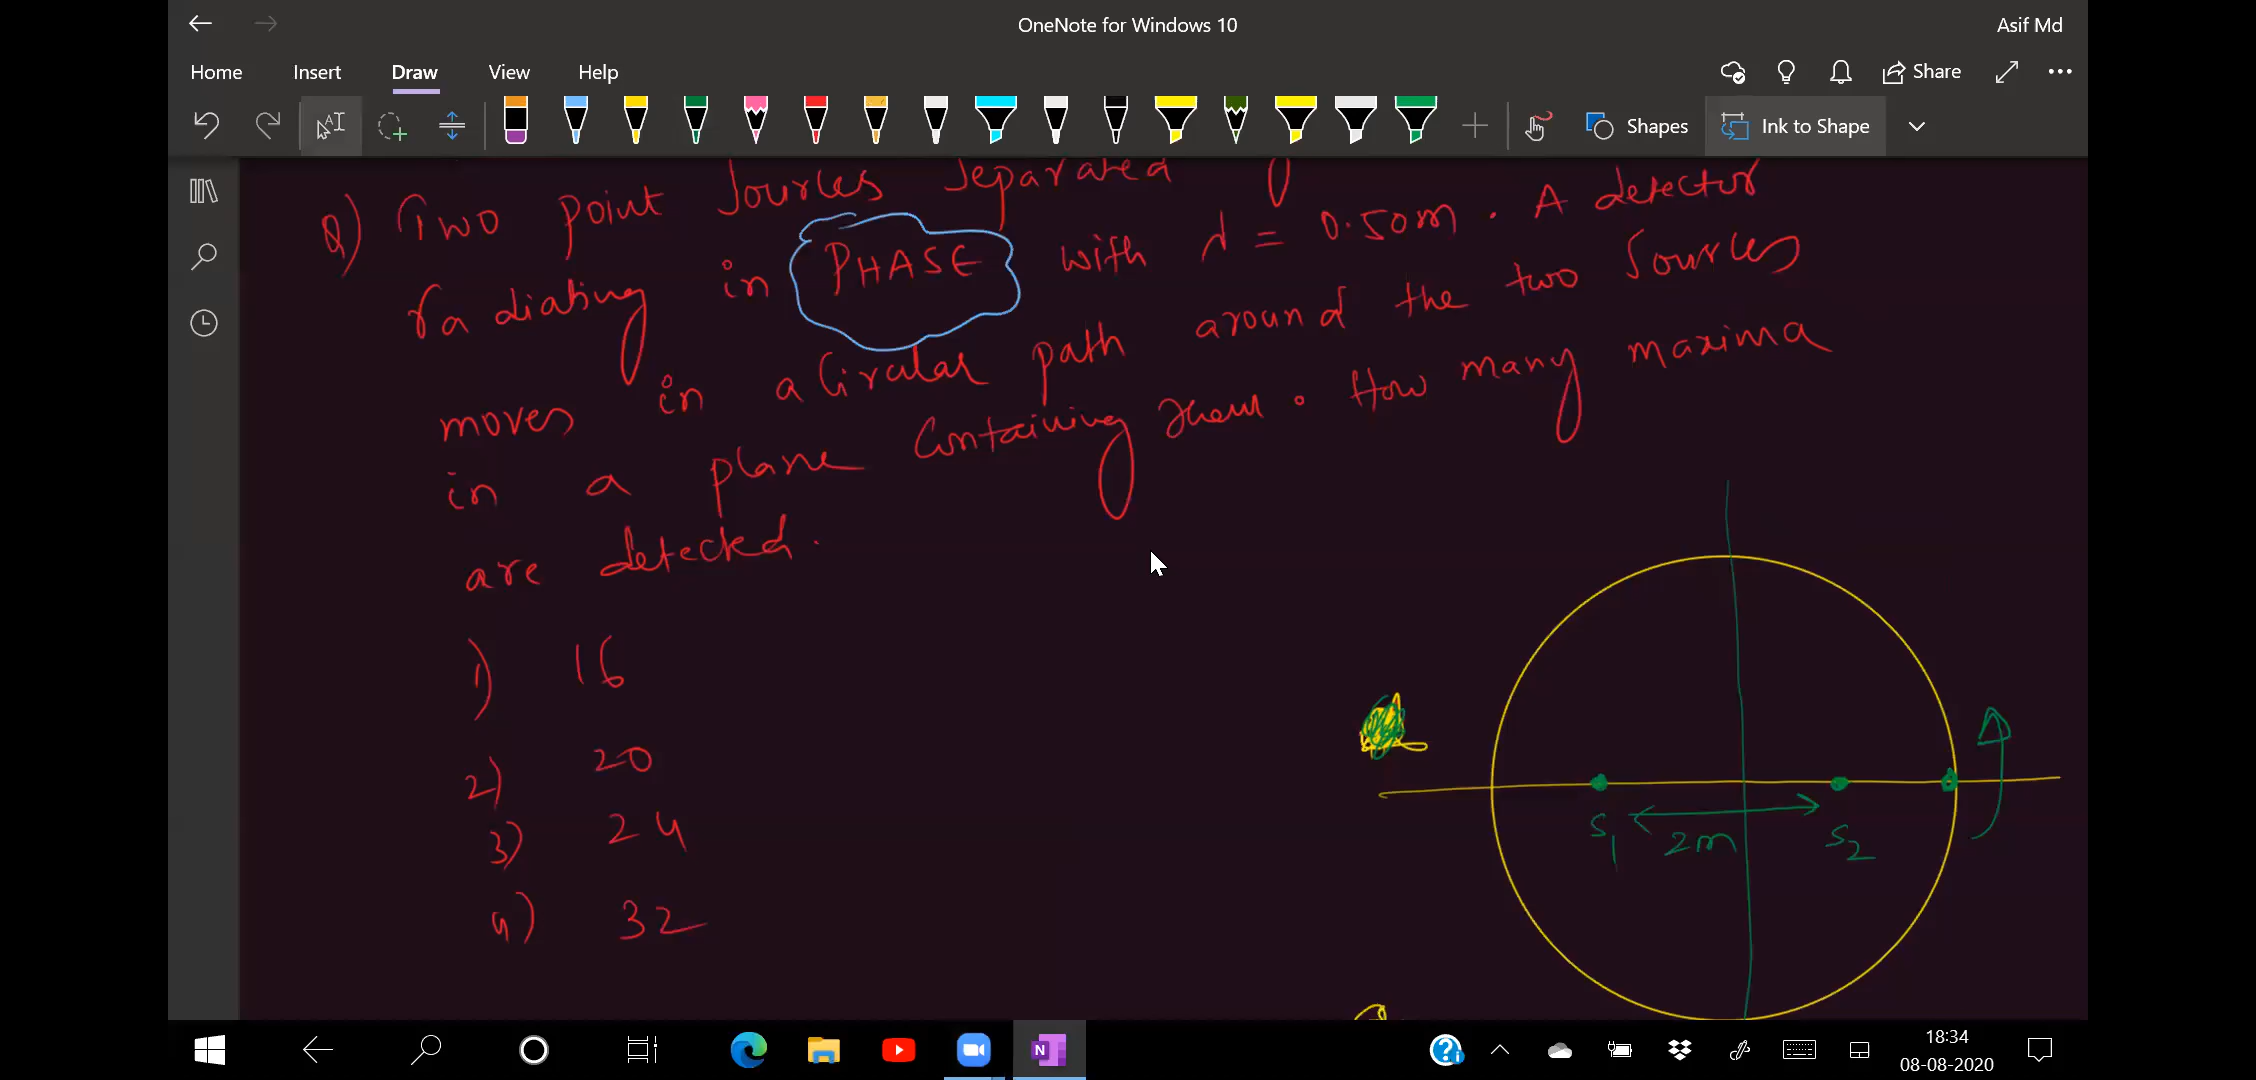 OneNote for Windows 10
Asif Md
Home Insert Draw View Help
Share
Shapes Ink to Shape
Q) Two point sources separated
radiating in PHASE with λ = 0.50m. A detector
moves in a circular path around the two sources
in a plane containing them. How many maxima
are detected.
1) 16
2) 20
3) 24
4) 32
S1 2m S2
18:34
08-08-2020